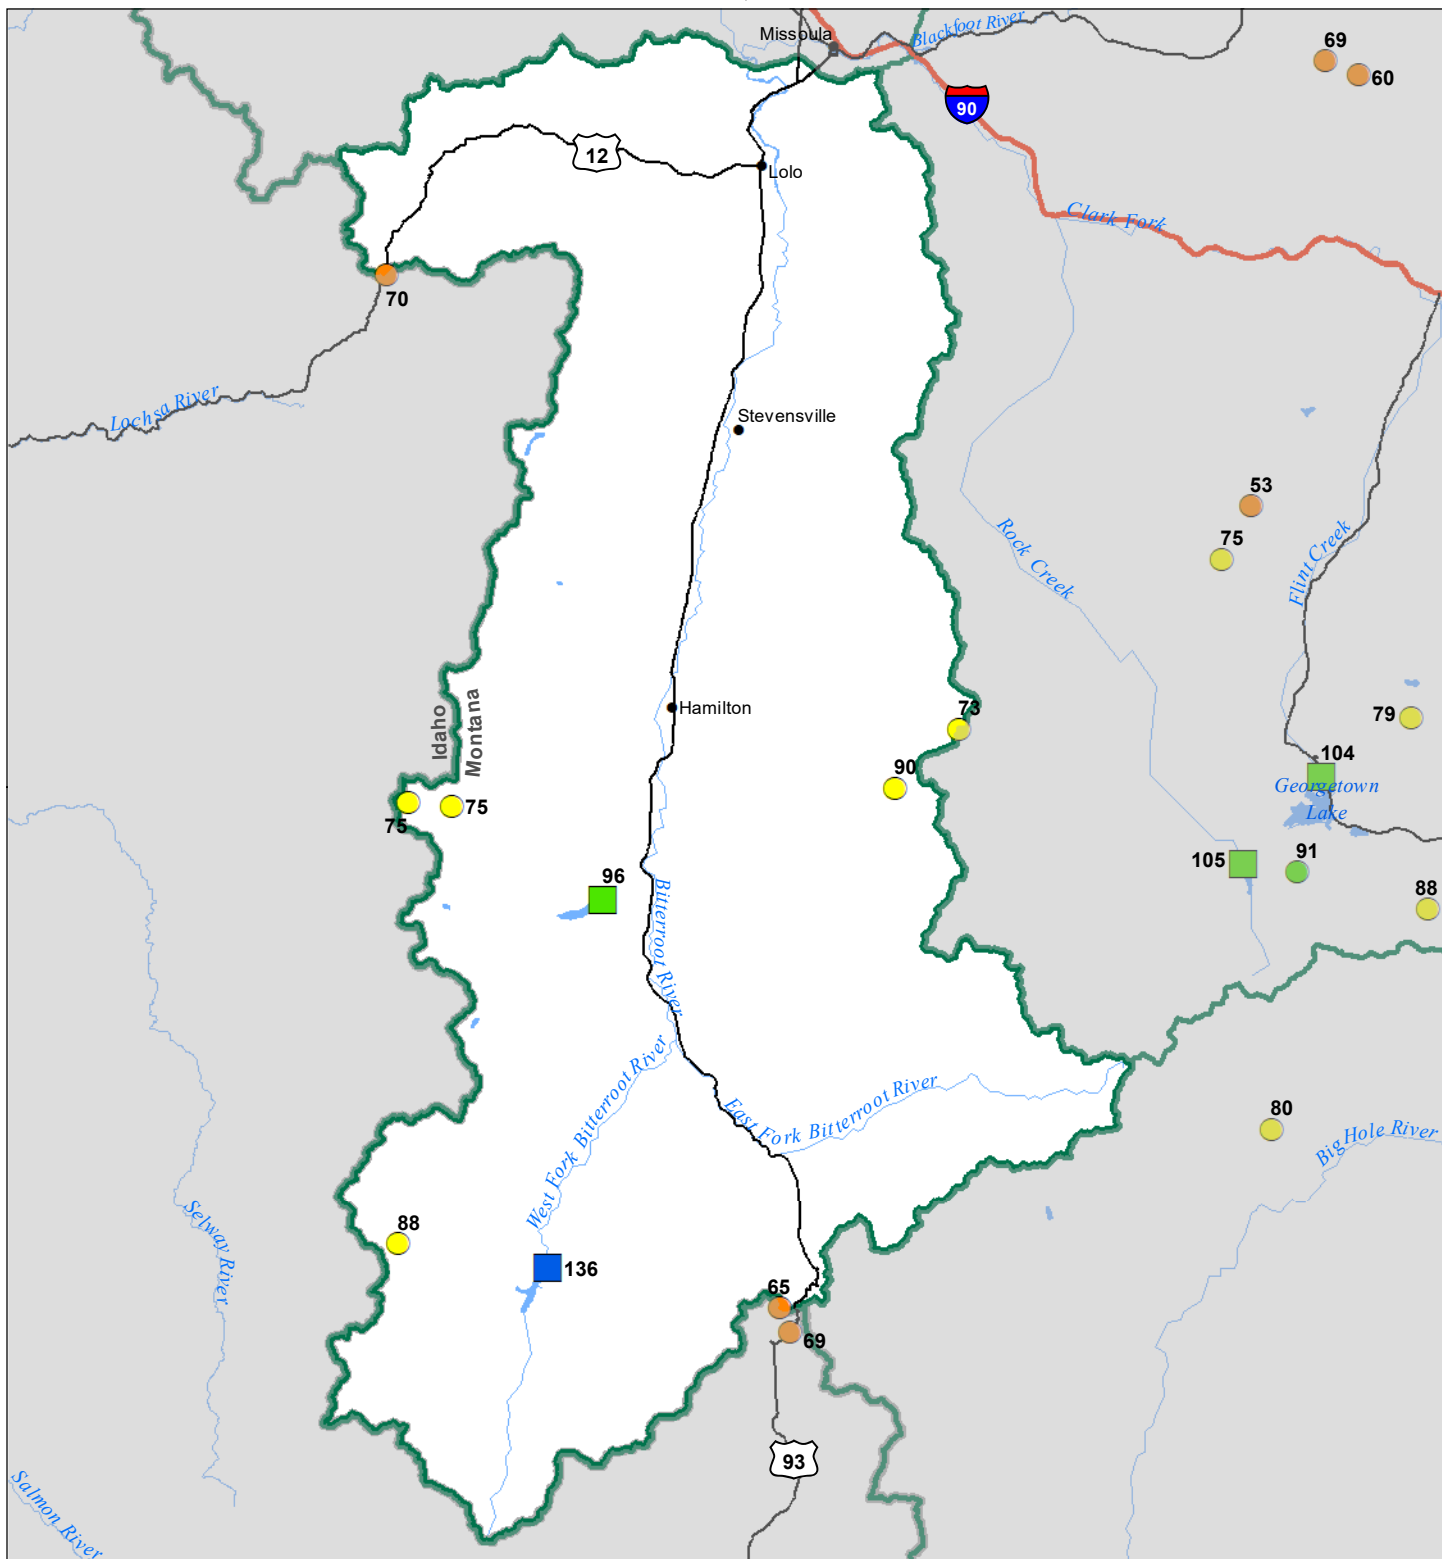 Missoula
Blackfoot River
69
60
90
12
Lolo
Clark Fork
70
Lochsa River
Stevensville
53
75
Rock Creek
Flint Creek
Idaho
Montana
Hamilton
73
79
90
104
Georgetown
Lake
75
75
96
105
91
88
Bitterroot River
West Fork Bitterroot River
East Fork Bitterroot River
80
Big Hole River
Selway River
88
136
65
69
93
Salmon River